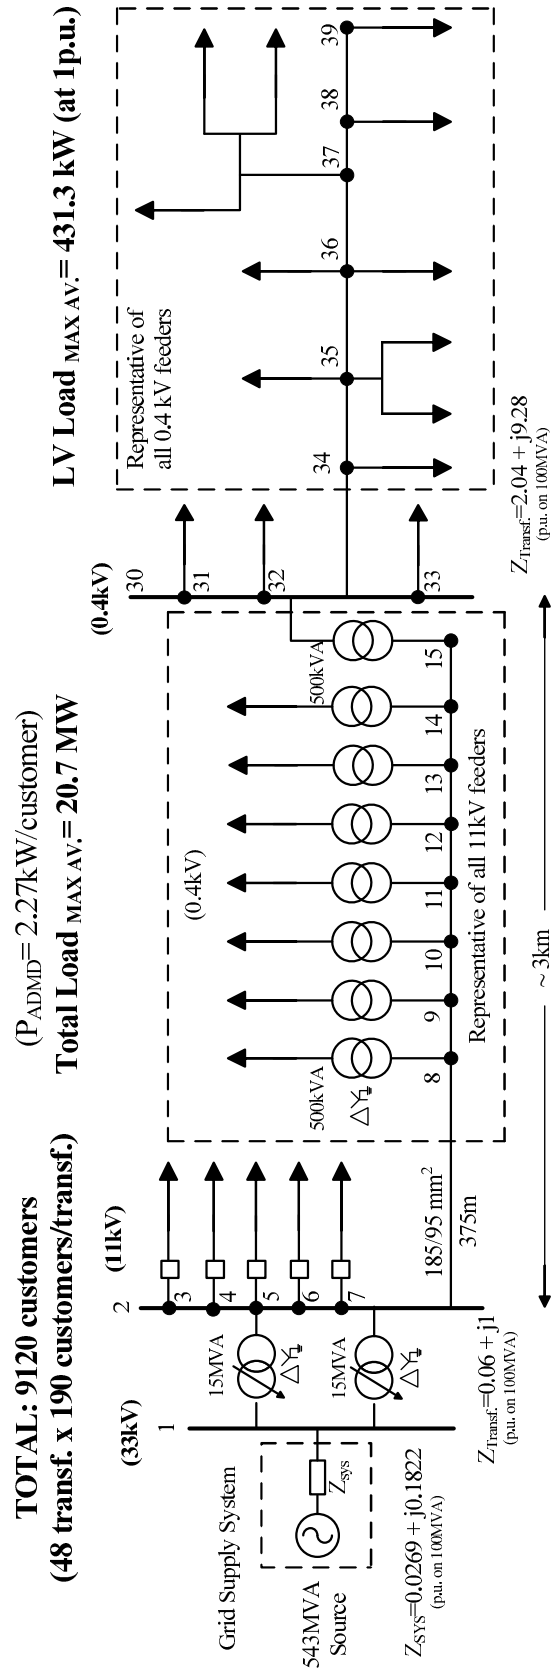 TOTAL: 9120 customers
(48 transf. x 190 customers/transf.)
(P_ADMD= 2.27kW/customer)
Total Load MAX AV.= 20.7 MW
LV Load MAX AV.= 431.3 kW (at 1p.u.)
(33kV)
1
Grid Supply System
543MVA
Source
Zsys
Z_SYS=0.0269 + j0.1822
(p.u. on 100MVA)
(11kV)
2
3
4
5
6
7
15MVA
15MVA
Z_Transf.=0.06 + j1
(p.u. on 100MVA)
185/95 mm²
375m
500kVA
8
9
10
11
12
13
14
15
(0.4kV)
500kVA
Representative of all 11kV feeders
~ 3km
(0.4kV)
30
31
32
33
Z_Transf.=2.04 + j9.28
(p.u. on 100MVA)
Representative of
all 0.4 kV feeders
34
35
36
37
38
39